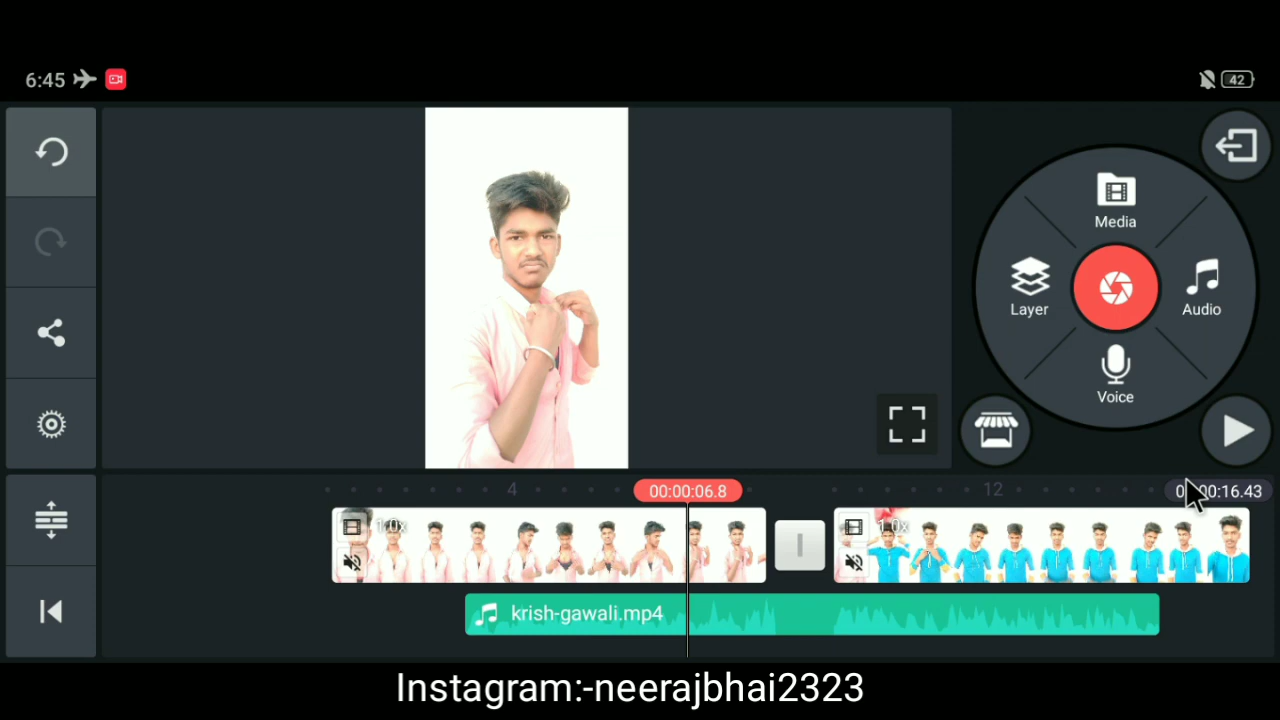 6:45
42
Media
Layer
Audio
Voice
4
00:00:06.8
12
00:16.43
1.0x
1.0x
krish-gawali.mp4
Instagram:-neerajbhai2323